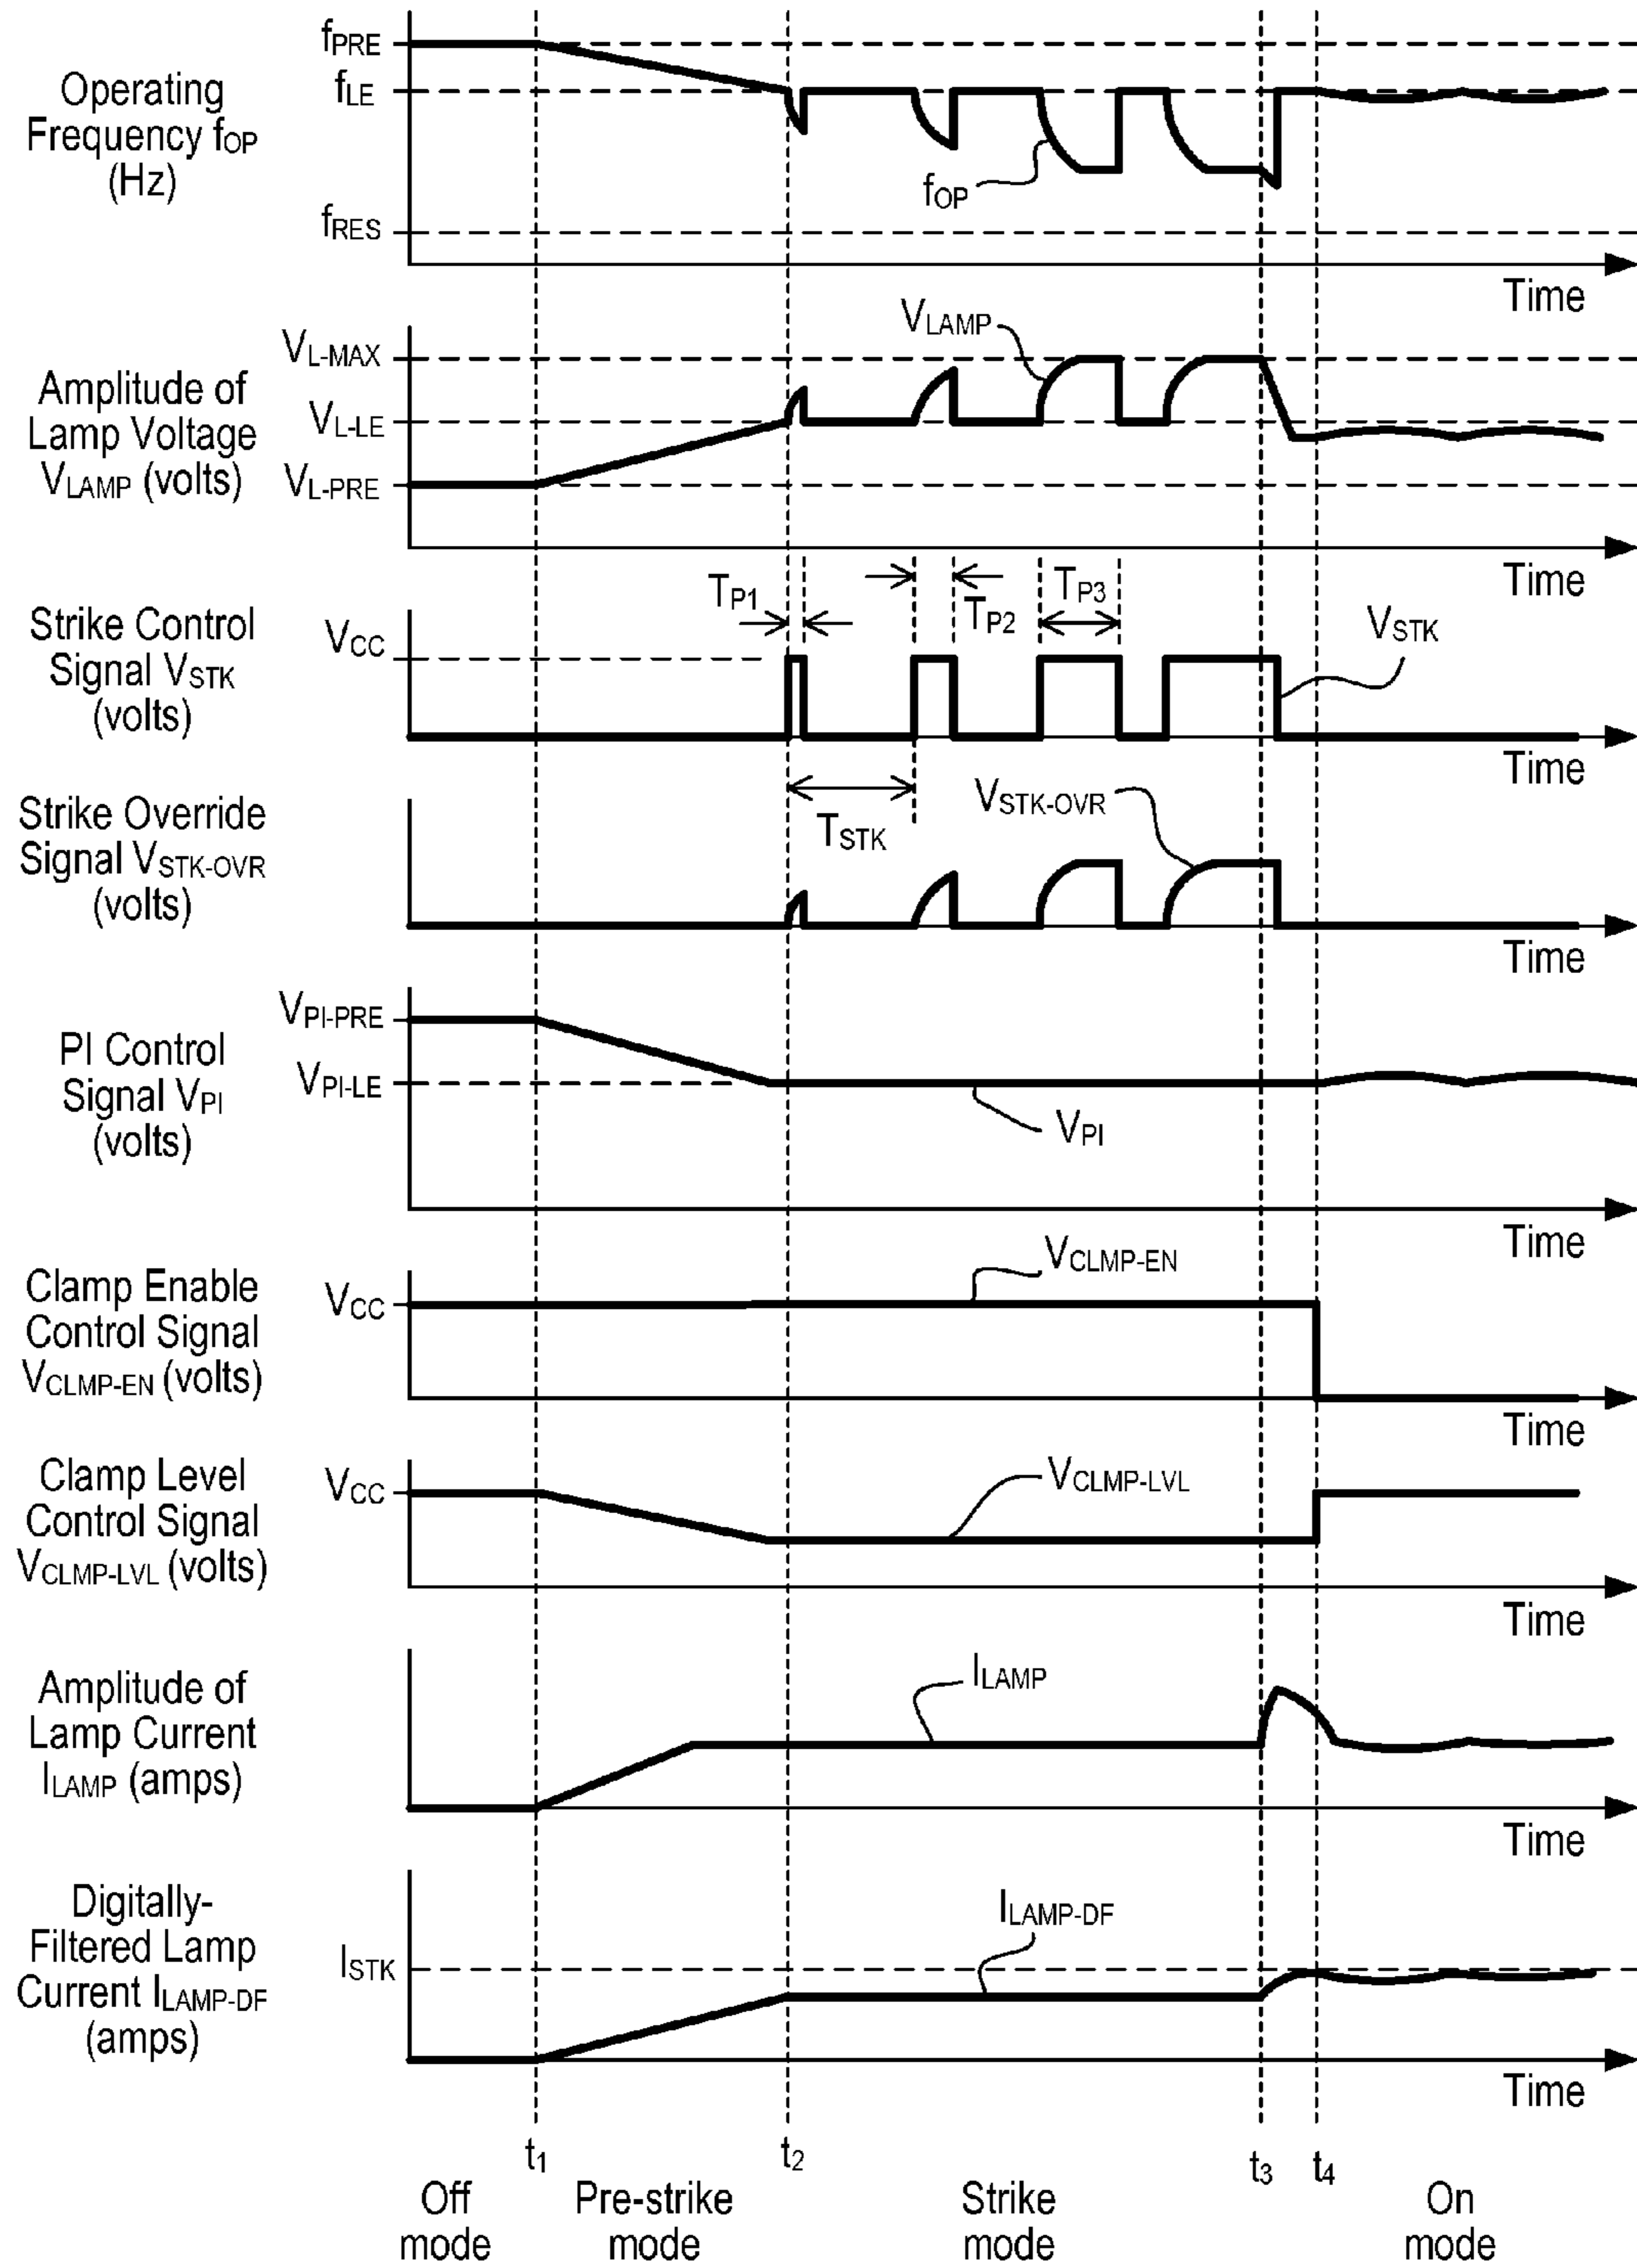 fPRE
fLE
Operating
Frequency fOP
(Hz)
fOP
fRES
Time
VLAMP
VL-MAX
Amplitude of
Lamp Voltage
VLAMP (volts)
VL-LE
VL-PRE
Time
TP1
TP2
TP3
Strike Control
Signal VSTK
(volts)
VCC
VSTK
Time
Strike Override
Signal VSTK-OVR
(volts)
TSTK
VSTK-OVR
Time
VPI-PRE
PI Control
Signal VPI
(volts)
VPI-LE
VPI
Time
VCLMP-EN
Clamp Enable
Control Signal
VCLMP-EN (volts)
VCC
Time
Clamp Level
Control Signal
VCLMP-LVL (volts)
VCC
VCLMP-LVL
Time
Amplitude of
Lamp Current
ILAMP (amps)
ILAMP
Time
Digitally-
Filtered Lamp
Current ILAMP-DF
(amps)
ILAMP-DF
ISTK
Time
t1
t2
t3
t4
Off
mode
Pre-strike
mode
Strike
mode
On
mode